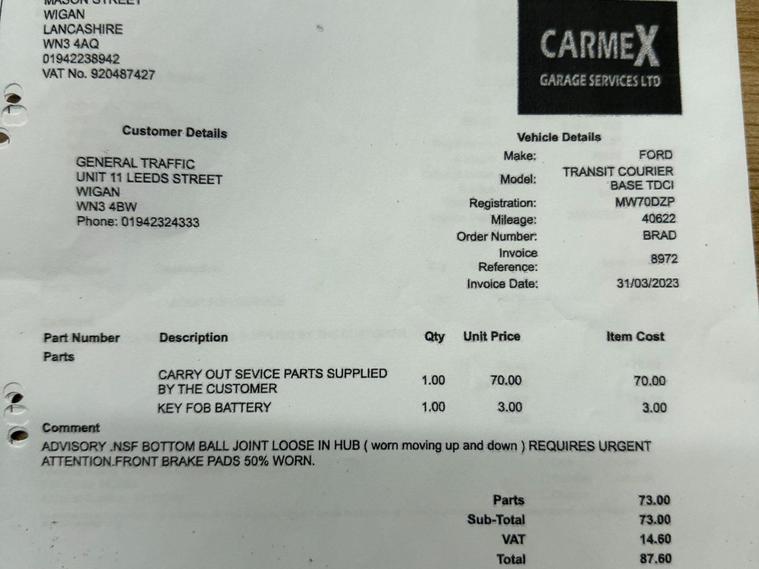 MASON STREET
WIGAN
LANCASHIRE
WN3 4AQ
01942238942
VAT No. 920487427
CARMEX
GARAGE SERVICES LTD
Customer Details
GENERAL TRAFFIC
UNIT 11 LEEDS STREET
WIGAN
WN3 4BW
Phone: 01942324333
Vehicle Details
Make: FORD
Model: TRANSIT COURIER
BASE TDCI
Registration: MW70DZP
Mileage: 40622
Order Number: BRAD
Invoice
Reference: 8972
Invoice Date: 31/03/2023
Part Number Description Qty Unit Price Item Cost
Parts
CARRY OUT SEVICE PARTS SUPPLIED
BY THE CUSTOMER 1.00 70.00 70.00
KEY FOB BATTERY 1.00 3.00 3.00
Comment
ADVISORY .NSF BOTTOM BALL JOINT LOOSE IN HUB ( worn moving up and down ) REQUIRES URGENT
ATTENTION.FRONT BRAKE PADS 50% WORN.
Parts 73.00
Sub-Total 73.00
VAT 14.60
Total 87.60